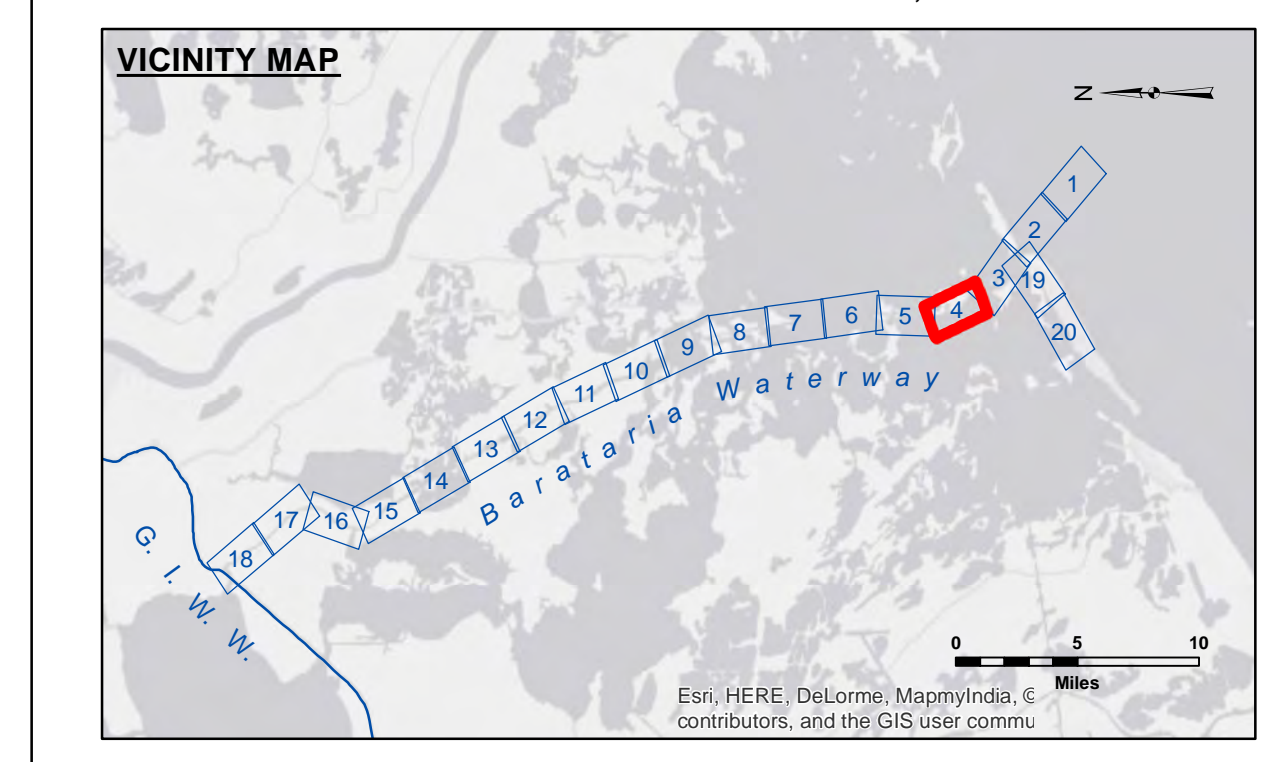 VICINITY MAP
N
1
2
3
19
4
20
5
6
7
8
9
10
11
12
13
14
15
16
17
18
Barataria Waterway
G. I. W. W.
0 5 10
Miles
Esri, HERE, DeLorme, MapmyIndia, ©
contributors, and the GIS user commu